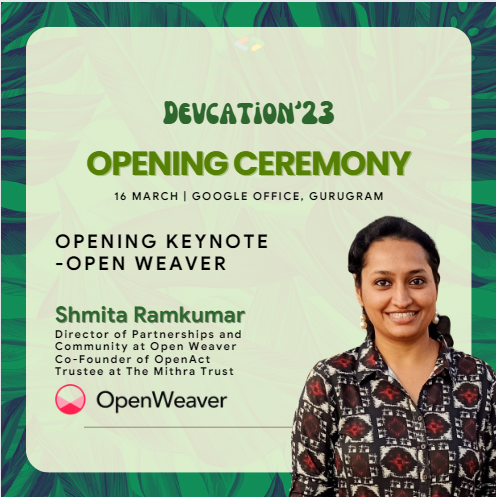 DEVCATION'23
OPENING CEREMONY
16 MARCH | GOOGLE OFFICE, GURUGRAM
OPENING KEYNOTE
-OPEN WEAVER
Shmita Ramkumar
Director of Partnerships and
Community at Open Weaver
Co-Founder of OpenAct
Trustee at The Mithra Trust
OpenWeaver